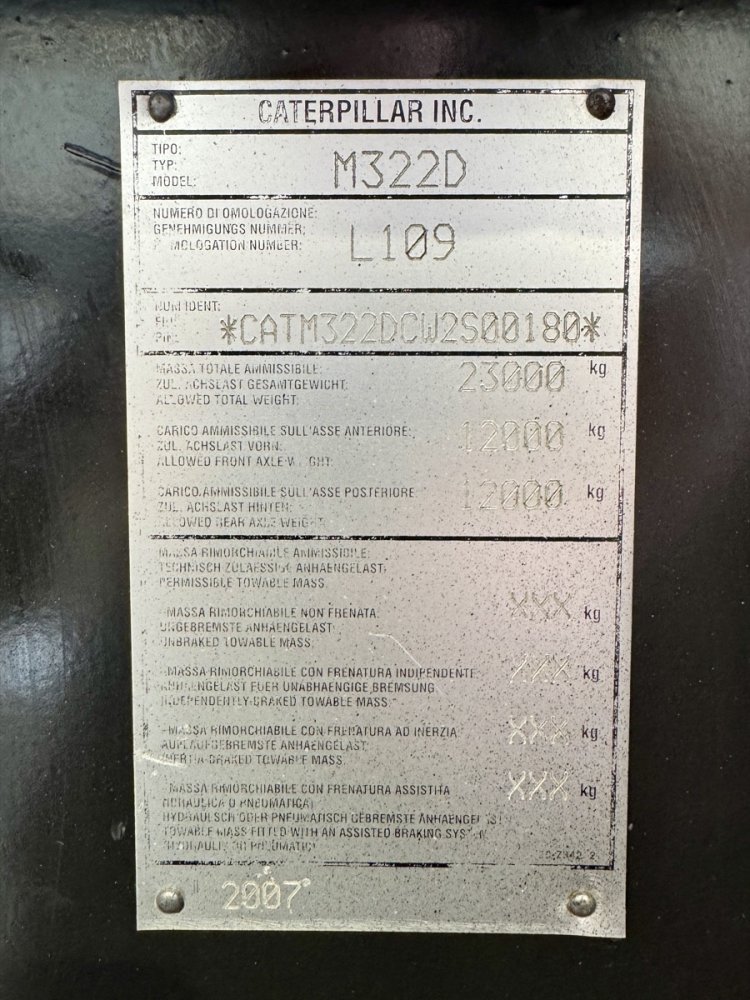 CATERPILLAR INC.
TIPO:
TYP:
MODEL: M322D
NUMERO DI OMOLOGAZIONE:
GENEHMIGUNGS NUMMER:
MOLOGATION NUMBER: L109
NUM IDENT:
PIN: *CATM322DCW2S00180*
MASSA TOTALE AMMISSIBILE: 23000 kg
ZUL. ACHSLAST GESAMTGEWICHT:
ALLOWED TOTAL WEIGHT:
CARICO AMMISSIBILE SULL'ASSE ANTERIORE: 12000 kg
ZUL. ACHSLAST VORN:
ALLOWED FRONT AXLE
CARICO AMMISSIBILE SULL'ASSE POSTERIORE: 12000 kg
ZUL. ACHSLAST HINTEN:
ALLOWED REAR AXLE WEIGHT
MASSA RIMORCHIABILE AMMISSIBILE:
TECHNISCH ZULAESSIGE ANHAENGELAST:
PERMISSIBLE TOWABLE MASS
-MASSA RIMORCHIABILE NON FRENATA: XXX kg
UNGEBREMSTE ANHAENGELAST
UNBRAKED TOWABLE MASS
-MASSA RIMORCHIABILE CON FRENATURA INDIPENDENTE XXX kg
ANHAENGELAST FUER UNABHAENGIGE BREMSUNG
INDEPENDENTLY-BRAKED TOWABLE MASS
-MASSA RIMORCHIABILE CON FRENATURA AD INERZIA XXX kg
AUFLAUFGEBREMSTE ANHAENGELAST
INERTIA-BRAKED TOWABLE MASS
-MASSA RIMORCHIABILE CON FRENATURA ASSISTITA XXX kg
IDRAULICA O PNEUMATICA)
HYDRAULISCH ODER PNEUMATISCH GEBREMSTE ANHAENGELAST
TOWABLE MASS FITTED WITH AN ASSISTED BRAKING SYSTEM
HYDRAULIC OR PNEUMATIC
2007